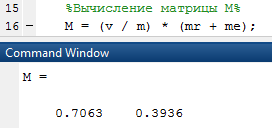 15 %Вычисление матрицы M%
16 – M = (v / m) * (mr + me);
Command Window
M =
0.7063 0.3936